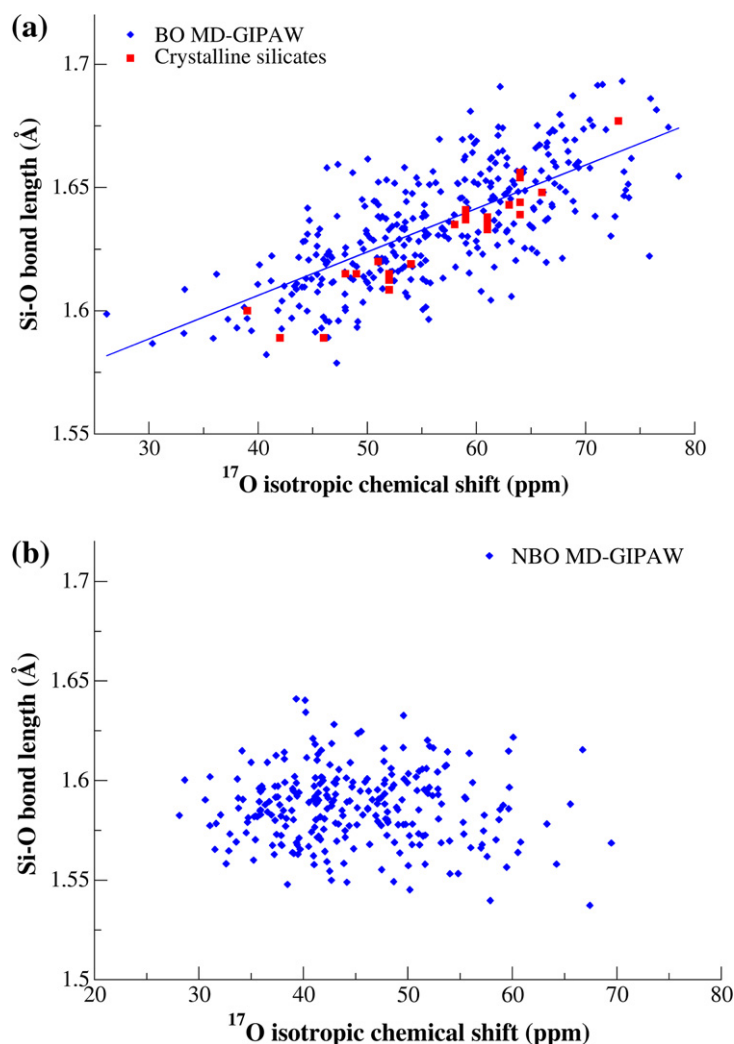 (a)
BO MD-GIPAW
Crystalline silicates
1.7
1.65
1.6
1.55
Si-O bond length (Å)
30 40 50 60 70 80
17O isotropic chemical shift (ppm)
(b)
NBO MD-GIPAW
1.7
1.65
1.6
1.55
1.5
Si-O bond length (Å)
20 30 40 50 60 70 80
17O isotropic chemical shift (ppm)